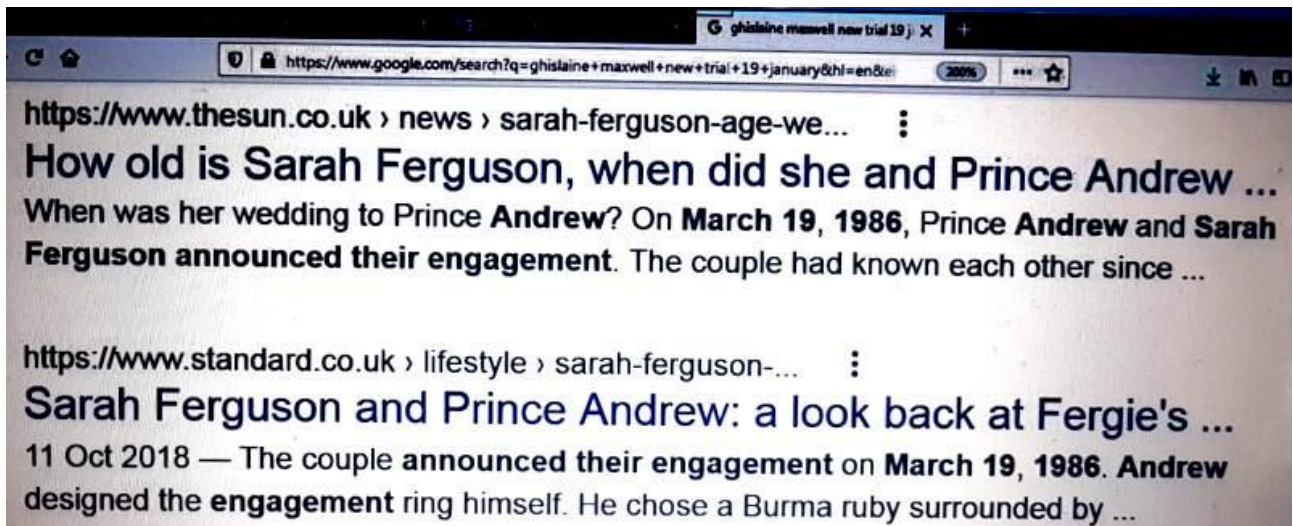 G ghislaine maxwell new trial 19 j X +
https://www.google.com/search?q=ghislaine+maxwell+new+trial+19+january&hl=en&ei 200% ...
https://www.thesun.co.uk › news › sarah-ferguson-age-we...
How old is Sarah Ferguson, when did she and Prince Andrew ...
When was her wedding to Prince Andrew? On March 19, 1986, Prince Andrew and Sarah
Ferguson announced their engagement. The couple had known each other since ...
https://www.standard.co.uk › lifestyle › sarah-ferguson-...
Sarah Ferguson and Prince Andrew: a look back at Fergie's ...
11 Oct 2018 — The couple announced their engagement on March 19, 1986. Andrew
designed the engagement ring himself. He chose a Burma ruby surrounded by ...